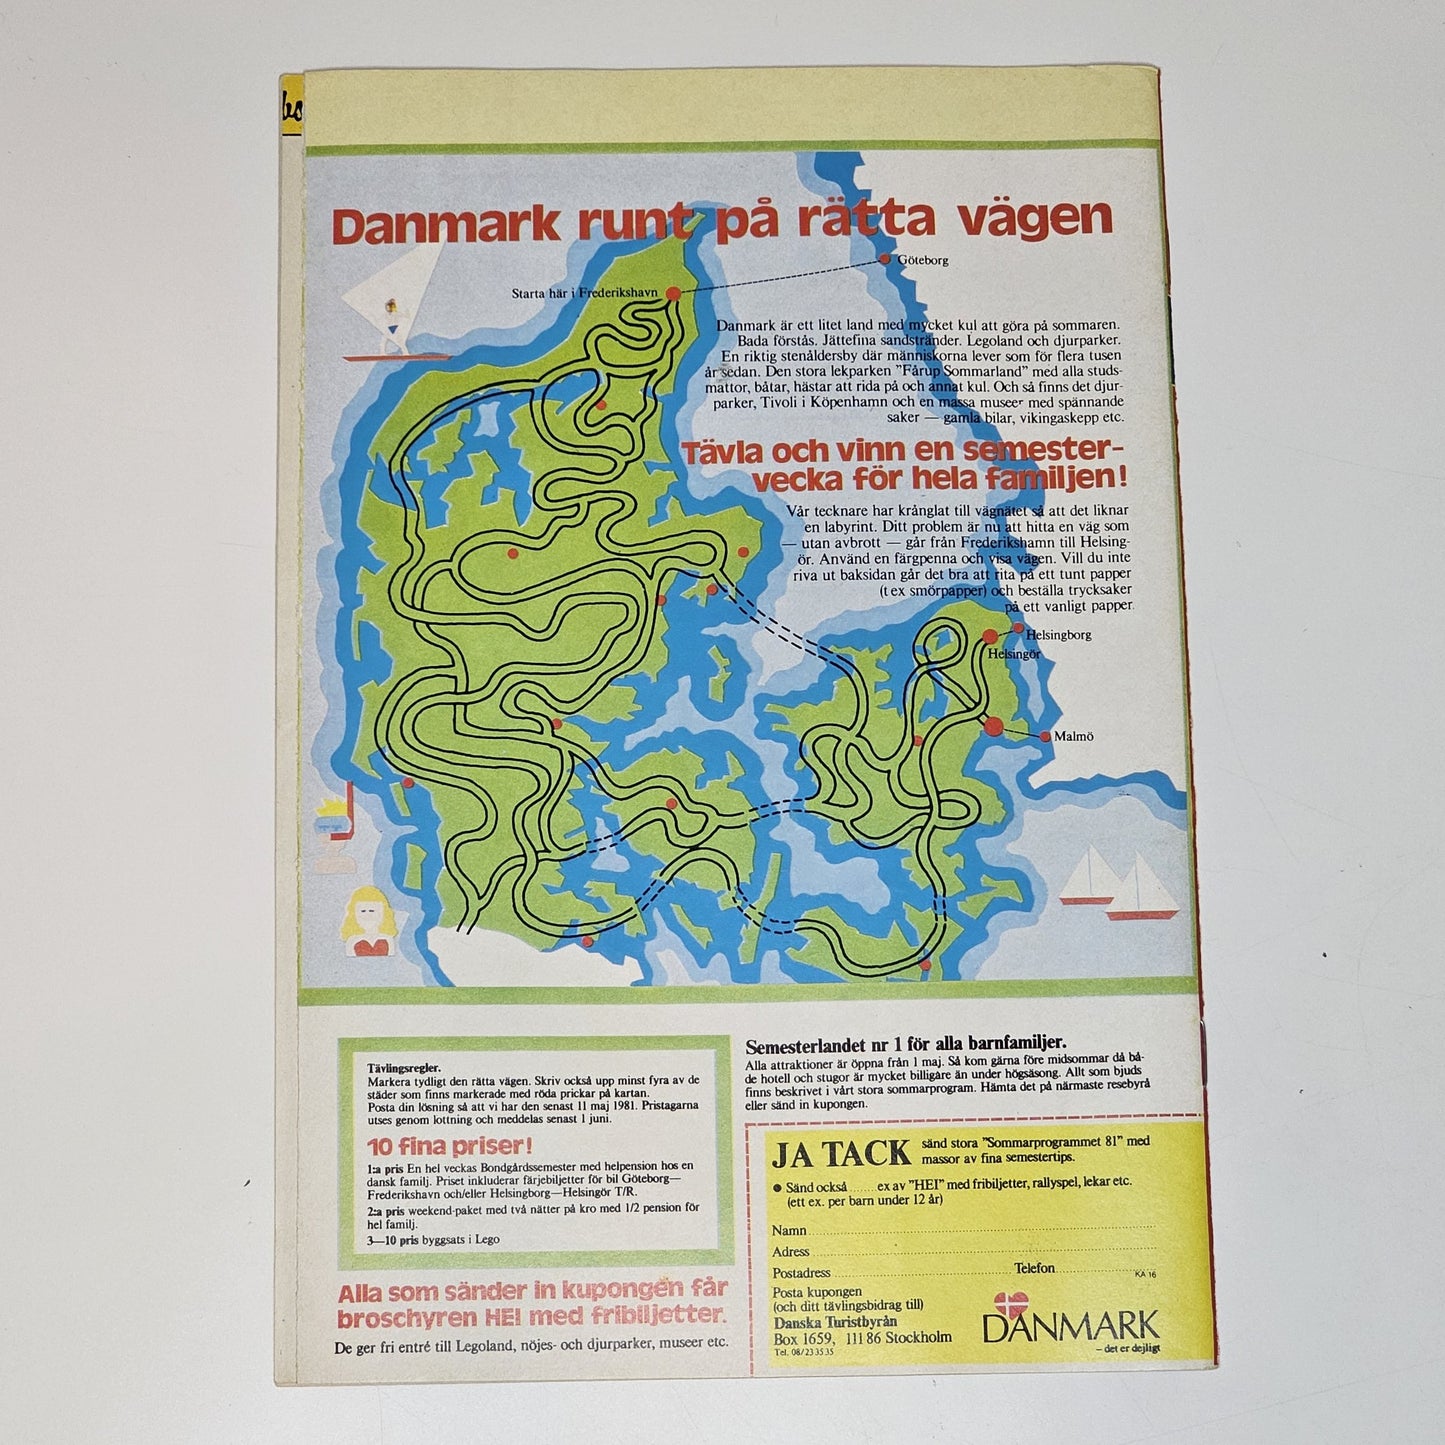 Danmark runt på rätta vägen
Göteborg
Starta här i Frederikshavn
Danmark är ett litet land med mycket kul att göra på sommaren.
Bada förstås. Jättefina sandstränder. Legoland och djurparker.
En riktig stenåldersby där människorna lever som för flera tusen
år sedan. Den stora lekparken "Fårup Sommarland" med alla studs-
mattor, båtar, hästar att rida på och annat kul. Och så finns det djur-
parker, Tivoli i Köpenhamn och en massa museer med spännande
saker — gamla bilar, vikingaskepp etc.
Tävla och vinn en semester-
vecka för hela familjen!
Vår tecknare har krånglat till vägnätet så att det liknar
en labyrint. Ditt problem är nu att hitta en väg som
— utan avbrott — går från Frederikshamn till Helsing-
ör. Använd en färgpenna och visa vägen. Vill du inte
riva ut baksidan går det bra att rita på ett tunt papper
(t ex smörpapper) och beställa trycksaker
på ett vanligt papper.
Helsingborg
Helsingör
Malmö
Tävlingsregler.
Markera tydligt den rätta vägen. Skriv också upp minst fyra av de
städer som finns markerade med röda prickar på kartan.
Posta din lösning så att vi har den senast 11 maj 1981. Pristagarna
utses genom lottning och meddelas senast 1 juni.
10 fina priser!
1:a pris En hel veckas Bondgårdssemester med helpension hos en
dansk familj. Priset inkluderar färjebiljetter för bil Göteborg—
Frederikshavn och/eller Helsingborg—Helsingör T/R.
2:a pris weekend-paket med två nätter på kro med 1/2 pension för
hel familj.
3—10 pris byggsats i Lego
Alla som sänder in kupongen får
broschyren HEI med fribiljetter.
De ger fri entré till Legoland, nöjes- och djurparker, museer etc.
Semesterlandet nr 1 för alla barnfamiljer.
Alla attraktioner är öppna från 1 maj. Så kom gärna före midsommar då bå-
de hotell och stugor är mycket billigare än under högsäsong. Allt som bjuds
finns beskrivet i vårt stora sommarprogram. Hämta det på närmaste resebyrå
eller sänd in kupongen.
JA TACK sänd stora "Sommarprogrammet 81" med
massor av fina semestertips.
● Sänd också ........ ex av "HEI" med fribiljetter, rallyspel, lekar etc.
(ett ex. per barn under 12 år)
Namn
Adress
Postadress Telefon
KA 16
Posta kupongen
(och ditt tävlingsbidrag till)
Danska Turistbyrån
Box 1659, 111 86 Stockholm
Tel. 08/23 35 35
DANMARK
– det er dejligt